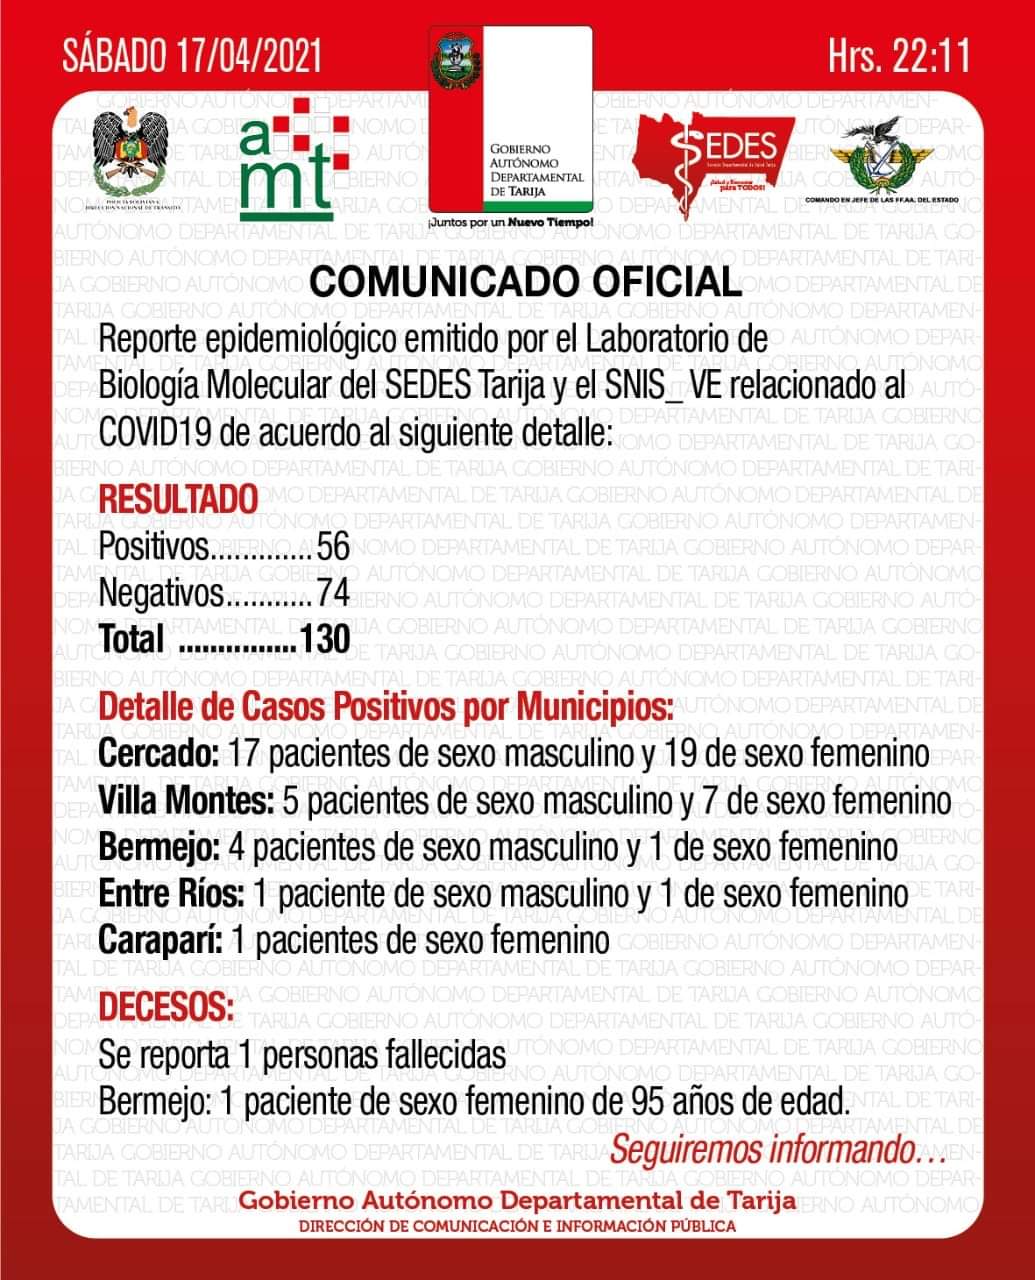 SÁBADO 17/04/2021
Hrs. 22:11
POLICÍA BOLIVIANA
DIRECCIÓN NACIONAL DE TRÁNSITO
a
mt
GOBIERNO
AUTÓNOMO
DEPARTAMENTAL
DE TARIJA
¡Juntos por un Nuevo Tiempo!
SEDES
Servicio Departamental de Salud Tarija
¡Salud y Bienestar
para TODOS!
COMANDO EN JEFE DE LAS FF.AA. DEL ESTADO
COMUNICADO OFICIAL
Reporte epidemiológico emitido por el Laboratorio de
Biología Molecular del SEDES Tarija y el SNIS_ VE relacionado al
COVID19 de acuerdo al siguiente detalle:
RESULTADO
Positivos.............56
Negativos...........74
Total ...............130
Detalle de Casos Positivos por Municipios:
Cercado: 17 pacientes de sexo masculino y 19 de sexo femenino
Villa Montes: 5 pacientes de sexo masculino y 7 de sexo femenino
Bermejo: 4 pacientes de sexo masculino y 1 de sexo femenino
Entre Ríos: 1 paciente de sexo masculino y 1 de sexo femenino
Caraparí: 1 pacientes de sexo femenino
DECESOS:
Se reporta 1 personas fallecidas
Bermejo: 1 paciente de sexo femenino de 95 años de edad.
Seguiremos informando...
Gobierno Autónomo Departamental de Tarija
DIRECCIÓN DE COMUNICACIÓN E INFORMACIÓN PÚBLICA